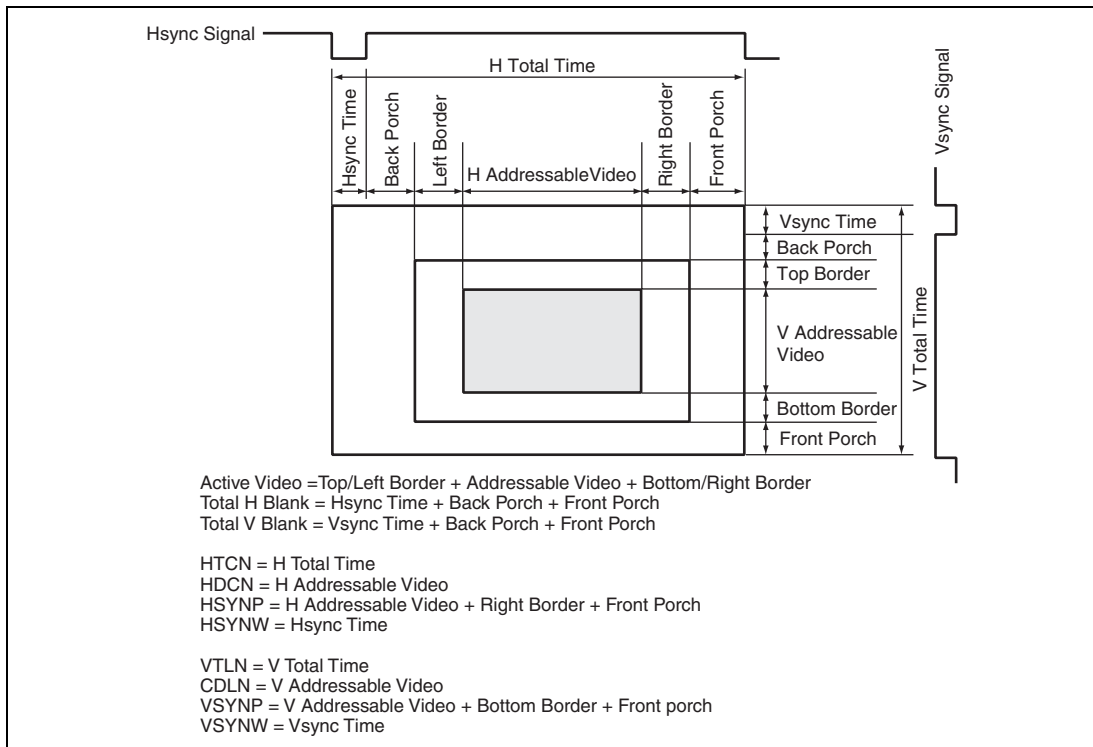 Hsync Signal
H Total Time
Hsync Time
Back Porch
Left Border
H AddressableVideo
Right Border
Front Porch
Vsync Signal
Vsync Time
Back Porch
Top Border
V Addressable
Video
Bottom Border
Front Porch
V Total Time
Active Video =Top/Left Border + Addressable Video + Bottom/Right Border
Total H Blank = Hsync Time + Back Porch + Front Porch
Total V Blank = Vsync Time + Back Porch + Front Porch
HTCN = H Total Time
HDCN = H Addressable Video
HSYNP = H Addressable Video + Right Border + Front Porch
HSYNW = Hsync Time
VTLN = V Total Time
CDLN = V Addressable Video
VSYNP = V Addressable Video + Bottom Border + Front porch
VSYNW = Vsync Time